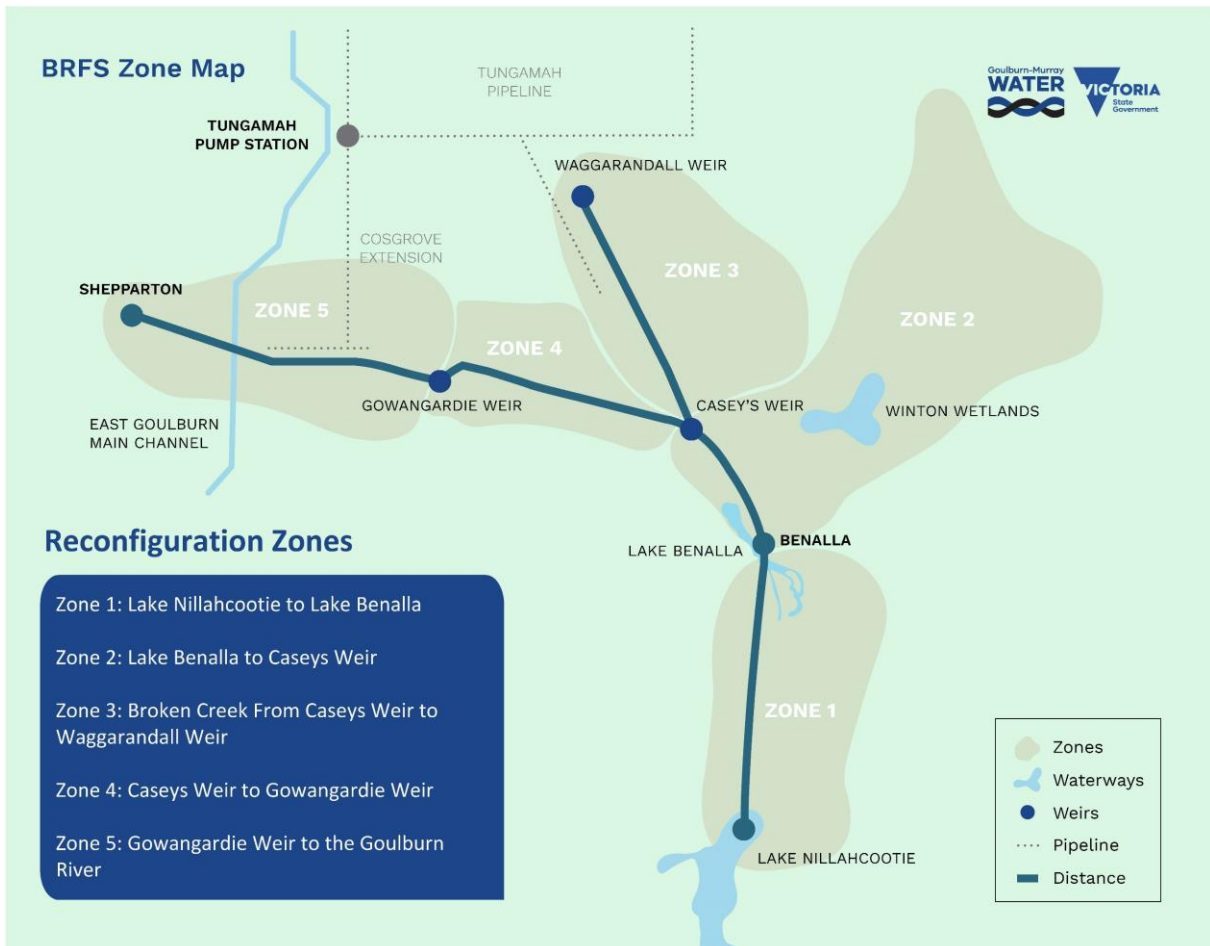 BRFS Zone Map
Goulburn-Murray
WATER
VICTORIA
State
Government
TUNGAMAH
PIPELINE
TUNGAMAH
PUMP STATION
WAGGARANDALL WEIR
COSGROVE
EXTENSION
ZONE 3
SHEPPARTON
ZONE 5
ZONE 2
ZONE 4
GOWANGARDIE WEIR
CASEY'S WEIR
WINTON WETLANDS
EAST GOULBURN
MAIN CHANNEL
LAKE BENALLA
BENALLA
ZONE 1
LAKE NILLAHCOOTIE
Reconfiguration Zones
Zone 1: Lake Nillahcootie to Lake Benalla
Zone 2: Lake Benalla to Caseys Weir
Zone 3: Broken Creek From Caseys Weir to
Waggarandall Weir
Zone 4: Caseys Weir to Gowangardie Weir
Zone 5: Gowangardie Weir to the Goulburn
River
Zones
Waterways
Weirs
Pipeline
Distance